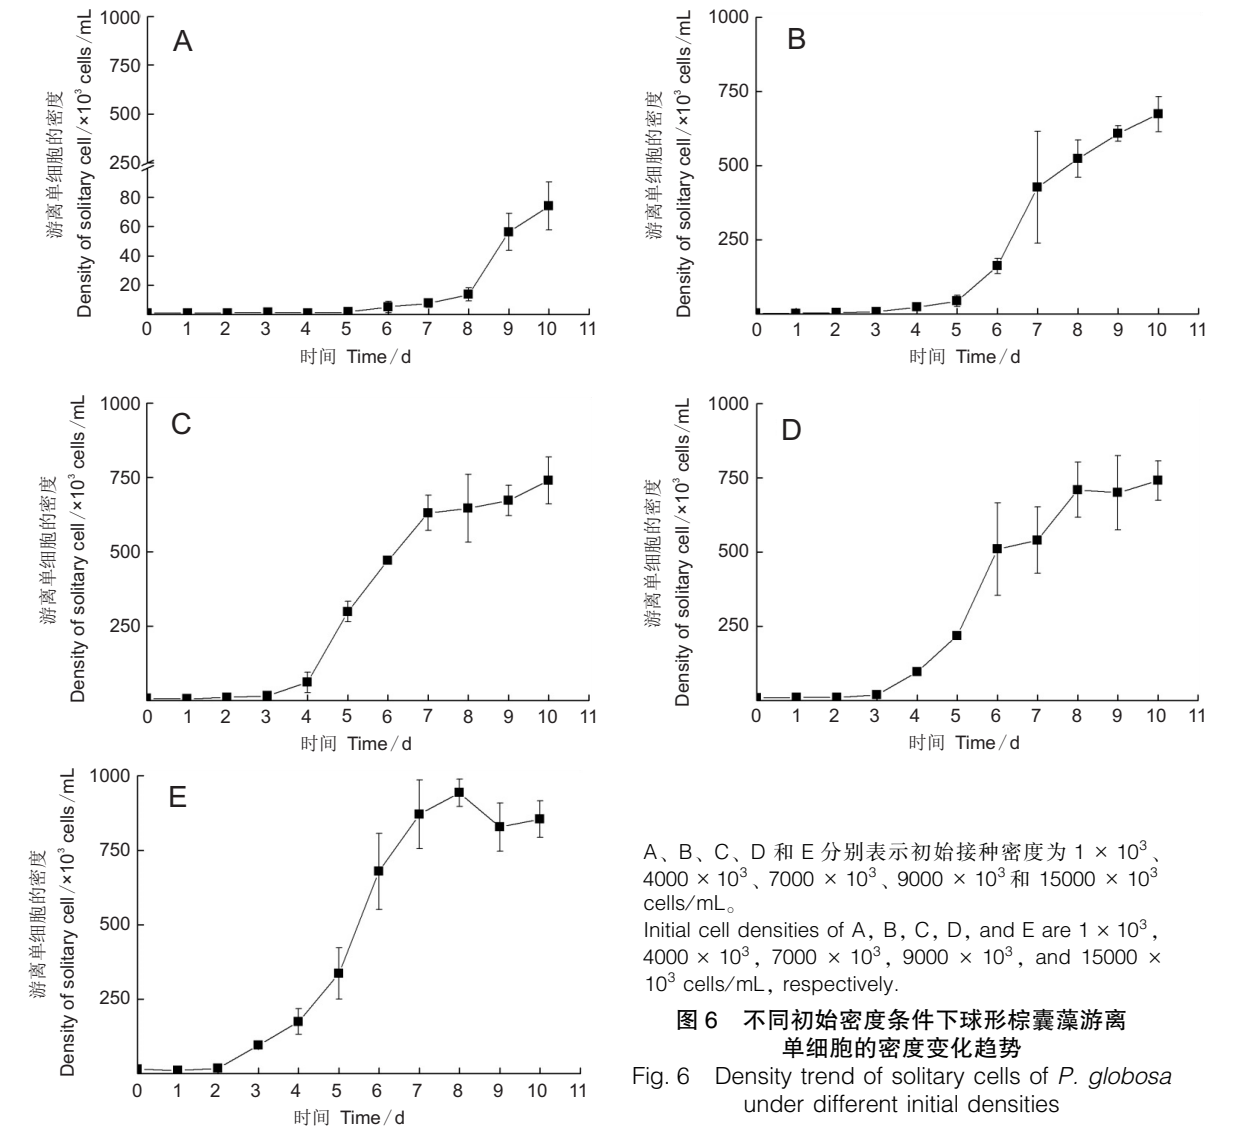 A
游离单细胞的密度
Density of solitary cell/×10³ cells/mL
1000
750
500
250
80
60
40
20
0 1 2 3 4 5 6 7 8 9 10 11
时间 Time/d
B
游离单细胞的密度
Density of solitary cell/×10³ cells/mL
1000
750
500
250
0 1 2 3 4 5 6 7 8 9 10 11
时间 Time/d
C
游离单细胞的密度
Density of solitary cell/×10³ cells/mL
1000
750
500
250
0 1 2 3 4 5 6 7 8 9 10 11
时间 Time/d
D
游离单细胞的密度
Density of solitary cell/×10³ cells/mL
1000
750
500
250
0 1 2 3 4 5 6 7 8 9 10 11
时间 Time/d
E
游离单细胞的密度
Density of solitary cell/×10³ cells/mL
1000
750
500
250
0 1 2 3 4 5 6 7 8 9 10 11
时间 Time/d
A、B、C、D 和 E 分别表示初始接种密度为 1 × 10³、
4000 × 10³、7000 × 10³、9000 × 10³和 15000 × 10³
cells/mL。
Initial cell densities of A, B, C, D, and E are 1 × 10³,
4000 × 10³, 7000 × 10³, 9000 × 10³, and 15000 ×
10³ cells/mL, respectively.
图 6 不同初始密度条件下球形棕囊藻游离
单细胞的密度变化趋势
Fig. 6 Density trend of solitary cells of P. globosa
under different initial densities